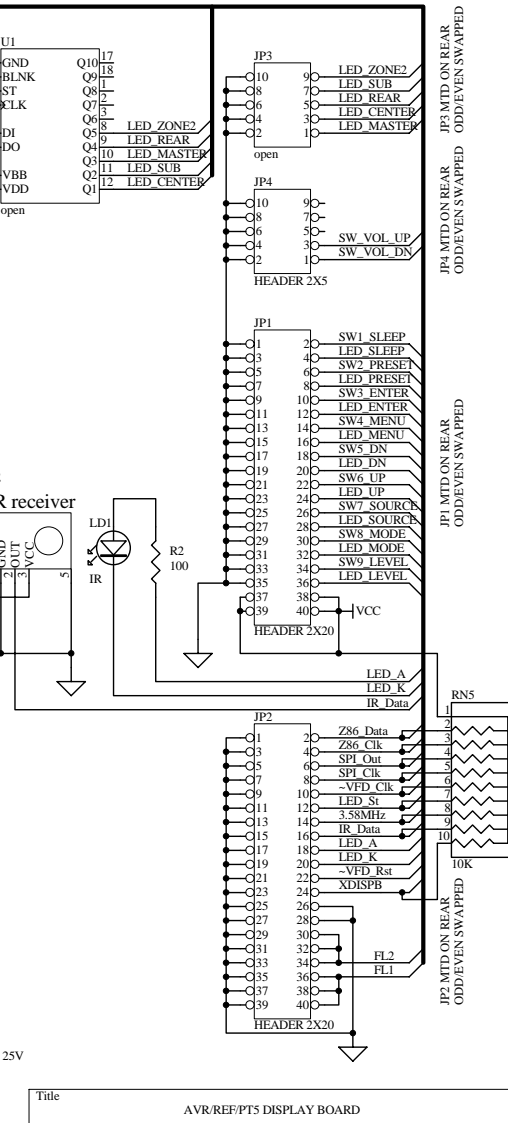 U1
GND Q10 17
BLNK Q9 18
ST Q8 1
CLK Q7 2
Q6 3
DI Q5 8 LED_ZONE2
DO Q4 9 LED_REAR
Q3 10 LED_MASTER
VBB Q2 11 LED_SUB
VDD Q1 12 LED_CENTER
open
JP3
10 9 LED_ZONE2
8 7 LED_SUB
6 5 LED_REAR
4 3 LED_CENTER
2 1 LED_MASTER
open
JP3 MTD ON REAR
ODD/EVEN SWAPPED
JP4
10 9
8 7
6 5
4 3 SW_VOL_UP
2 1 SW_VOL_DN
HEADER 2X5
JP4 MTD ON REAR
ODD/EVEN SWAPPED
JP1
1 2 SW1_SLEEP
3 4 LED_SLEEP
5 6 SW2_PRESET
7 8 LED_PRESET
9 10 SW3_ENTER
11 12 LED_ENTER
13 14 SW4_MENU
15 16 LED_MENU
17 18 SW5_DN
19 20 LED_DN
21 22 SW6_UP
23 24 LED_UP
25 26 SW7_SOURCE
27 28 LED_SOURCE
29 30 SW8_MODE
31 32 LED_MODE
33 34 SW9_LEVEL
35 36 LED_LEVEL
37 38
39 40 VCC
HEADER 2X20
JP1 MTD ON REAR
ODD/EVEN SWAPPED
R receiver
GND
OUT
VCC
2
3
5
LD1
IR
R2
100
LED_A
LED_K
IR_Data
JP2
1 2 Z86_Data
3 4 Z86_Clk
5 6 SPI_Out
7 8 SPI_Clk
9 10 ~VFD_Clk
11 12 LED_St
13 14 3.58MHz
15 16 IR_Data
17 18 LED_A
19 20 LED_K
21 22 ~VFD_Rst
23 24 XDISPB
25 26
27 28
29 30
31 32
33 34 FL2
35 36 FL1
37 38
39 40
HEADER 2X20
RN5
1
2
3
4
5
6
7
8
9
10
10K
JP2 MTD ON REAR
ODD/EVEN SWAPPED
25V
Title
AVR/REF/PT5 DISPLAY BOARD